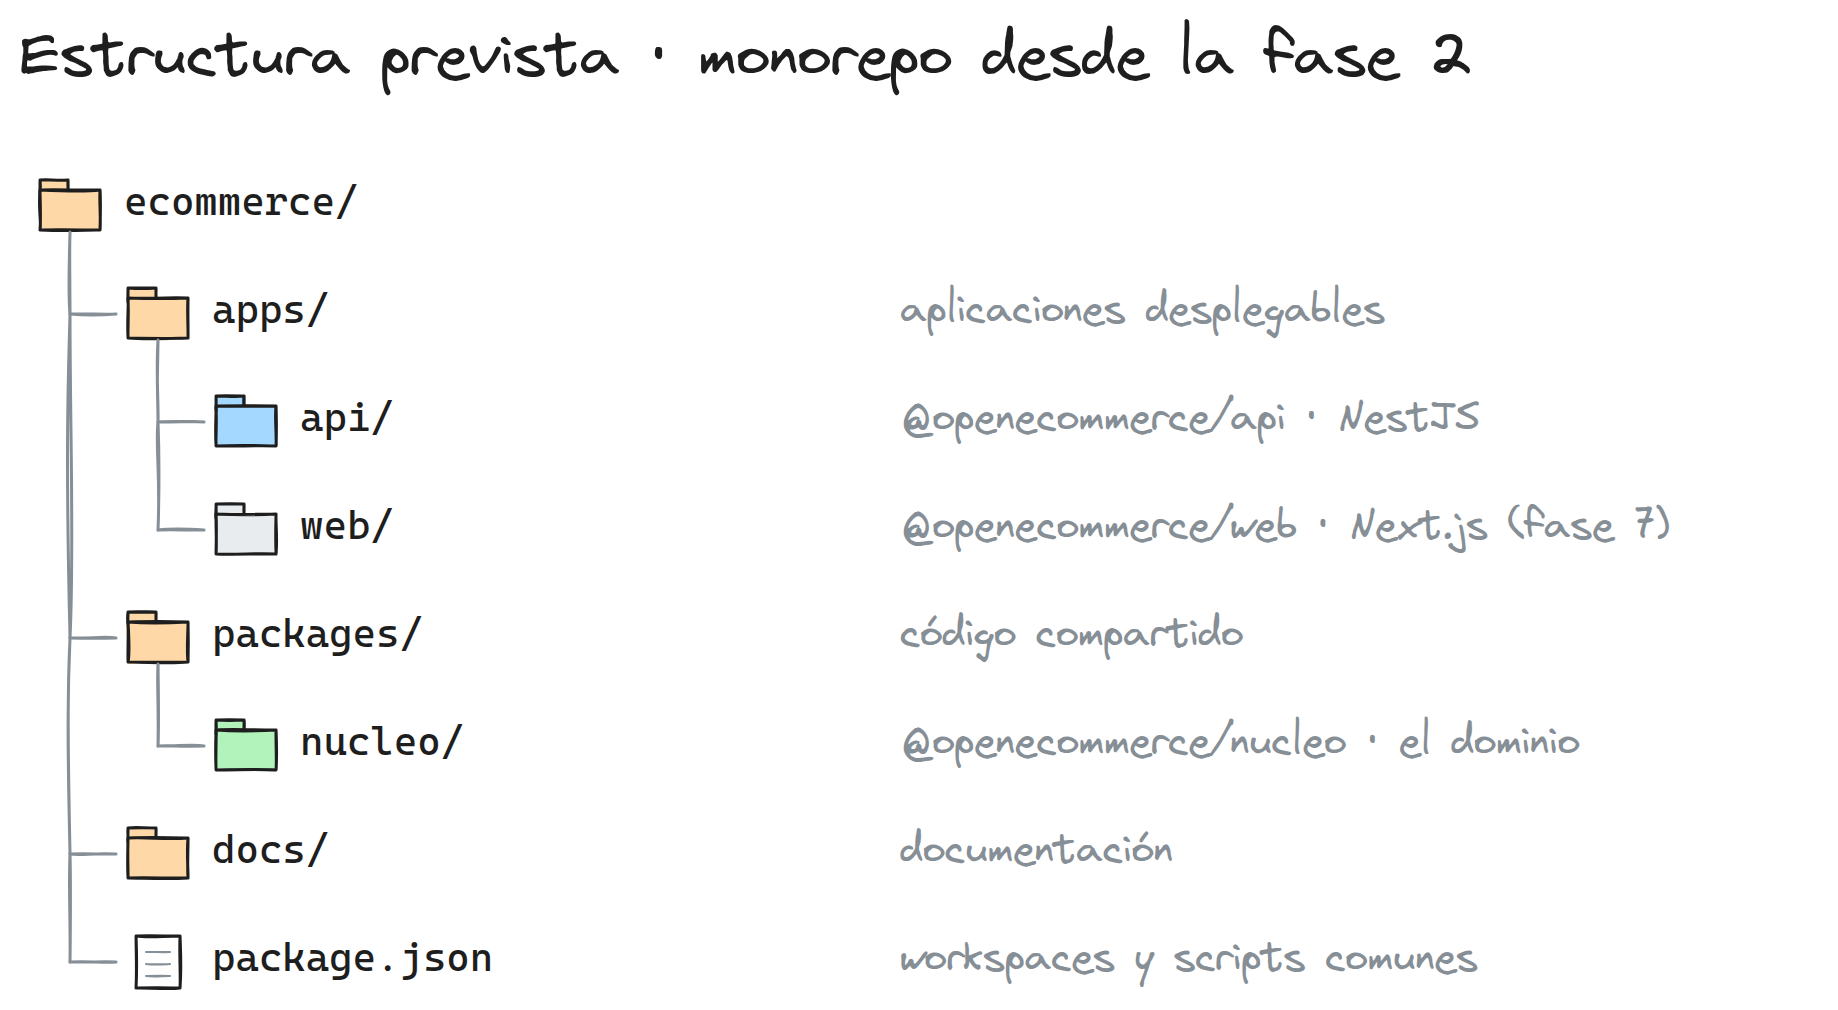 Estructura prevista · monorepo desde la fase 2
ecommerce/
apps/ aplicaciones desplegables
api/ @openecommerce/api · NestJS
web/ @openecommerce/web · Next.js (fase 7)
packages/ código compartido
nucleo/ @openecommerce/nucleo · el dominio
docs/ documentación
package.json workspaces y scripts comunes